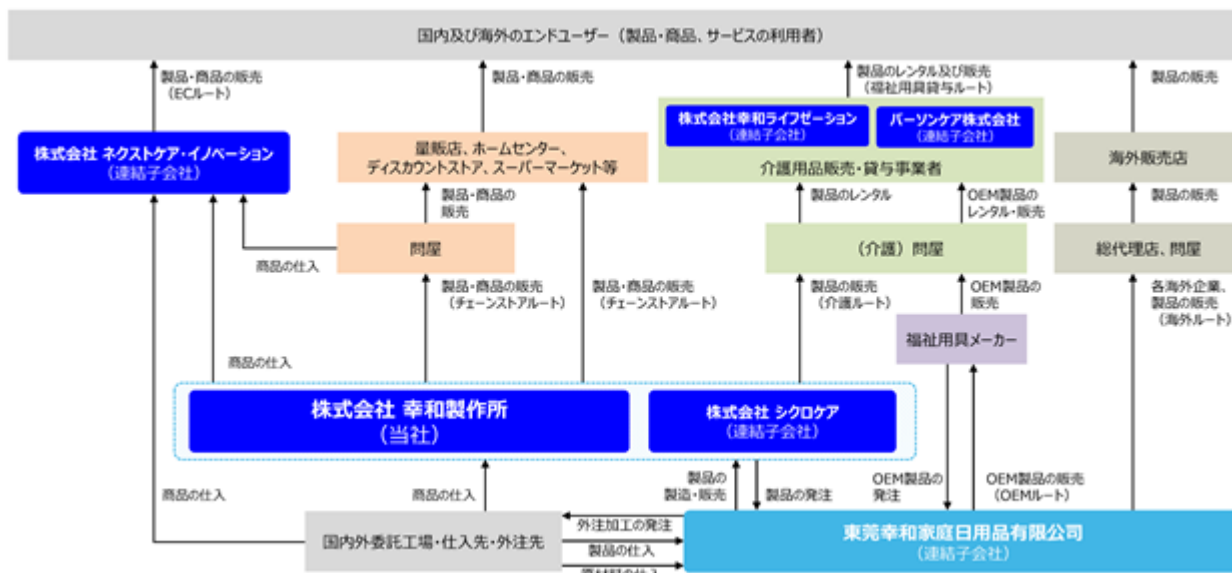 国内及び海外のエンドユーザー（製品・商品、サービスの利用者）
製品・商品の販売
（ECルート）
製品・商品の販売
製品のレンタル及び販売
（福祉用具貸与ルート）
製品の販売
株式会社 ネクストケア・イノベーション
（連結子会社）
量販店、ホームセンター、
ディスカウントストア、スーパーマーケット等
株式会社幸和ライフゼーション
（連結子会社）
パーソンケア株式会社
（連結子会社）
介護用品販売・貸与事業者
海外販売店
製品・商品の
販売
製品のレンタル
OEM製品の
レンタル・販売
製品の販売
問屋
（介護）問屋
総代理店、問屋
商品の仕入
製品・商品の販売
（チェーンストアルート）
製品・商品の販売
（チェーンストアルート）
製品の販売
（介護ルート）
OEM製品の
販売
各海外企業、
製品の販売
（海外ルート）
福祉用具メーカー
商品の仕入
株式会社 幸和製作所
（当社）
株式会社 シクロケア
（連結子会社）
商品の仕入
商品の仕入
製品の
製造・販売
製品の発注
OEM製品の
発注
OEM製品の販売
（OEMルート）
国内外委託工場・仕入先・外注先
外注加工の発注
製品の仕入
東莞幸和家庭日用品有限公司
（連結子会社）